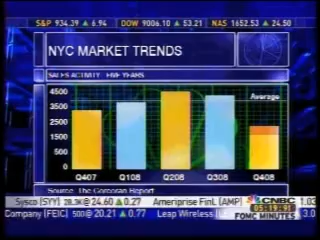 S&P 934.39 ▲ 6.94 DOW 9006.10 ▲ 53.21 NAS 1652.53 ▲ 24.50
NYC MARKET TRENDS
SALES ACTIVITY - FIVE YEARS
4500
4000
3500
3000
2500
2000
1500
1000
500
0
Average
Q407 Q108 Q208 Q308 Q408
Source: The Corcoran Report
Sysco (SYY) 28.3K@24.60 ▲0.27 Ameriprise Finl (AMP) 1.03
CNBC
Company (FEIC) 500@20.21 ▲0.77 Leap Wireless
FOMC MINUTES